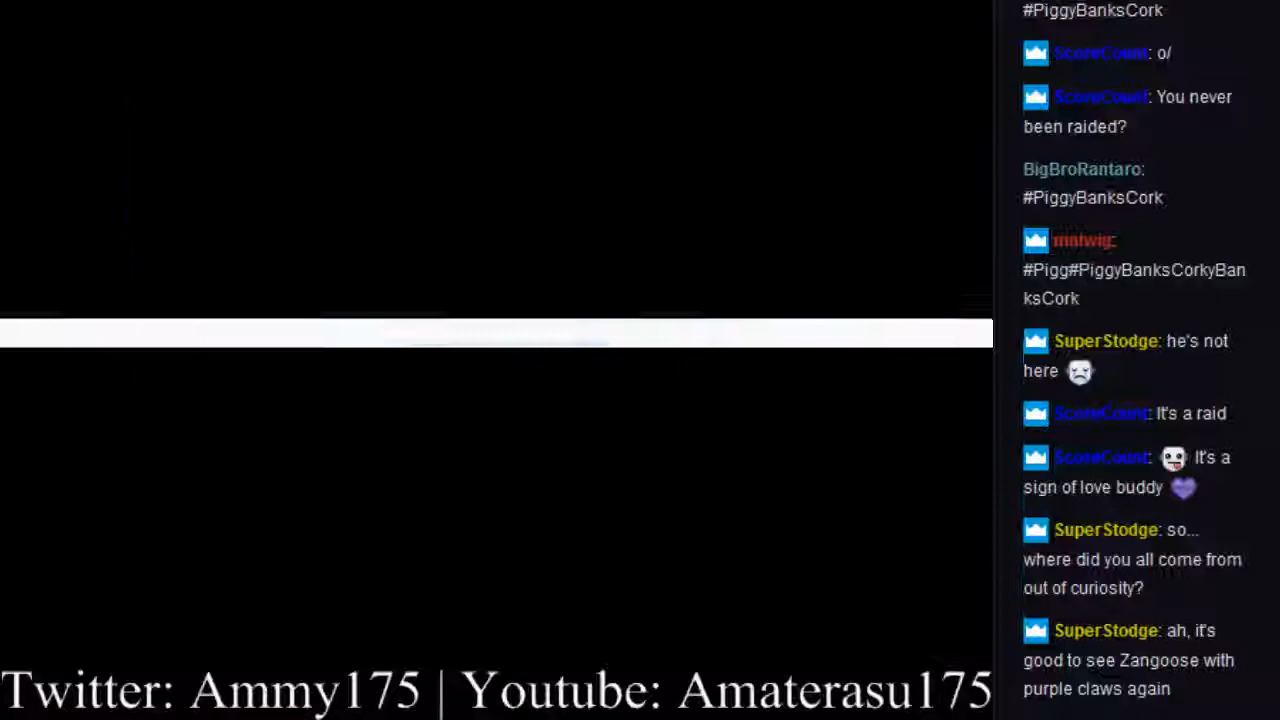 #PiggyBanksCork
ScoreCount: o/
ScoreCount: You never
been raided?
BigBroRantaro:
#PiggyBanksCork
#Pigg#PiggyBanksCorkyBan
ksCork
SuperStodge: he's not
here
ScoreCount: It's a raid
ScoreCount: It's a
sign of love buddy
SuperStodge: so...
where did you all come from
out of curiosity?
SuperStodge: ah, it's
good to see Zangoose with
purple claws again
Twitter: Ammy175 | Youtube: Amaterasu175